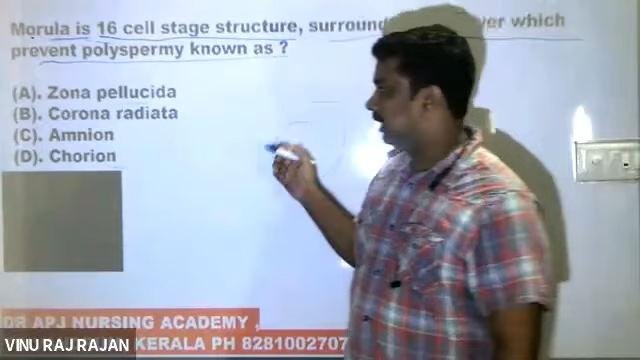 Morula is 16 cell stage structure, surround which
prevent polyspermy known as ?
(A). Zona pellucida
(B). Corona radiata
(C). Amnion
(D). Chorion
DR APJ NURSING ACADEMY ,
KERALA PH 8281002707
VINU RAJ RAJAN